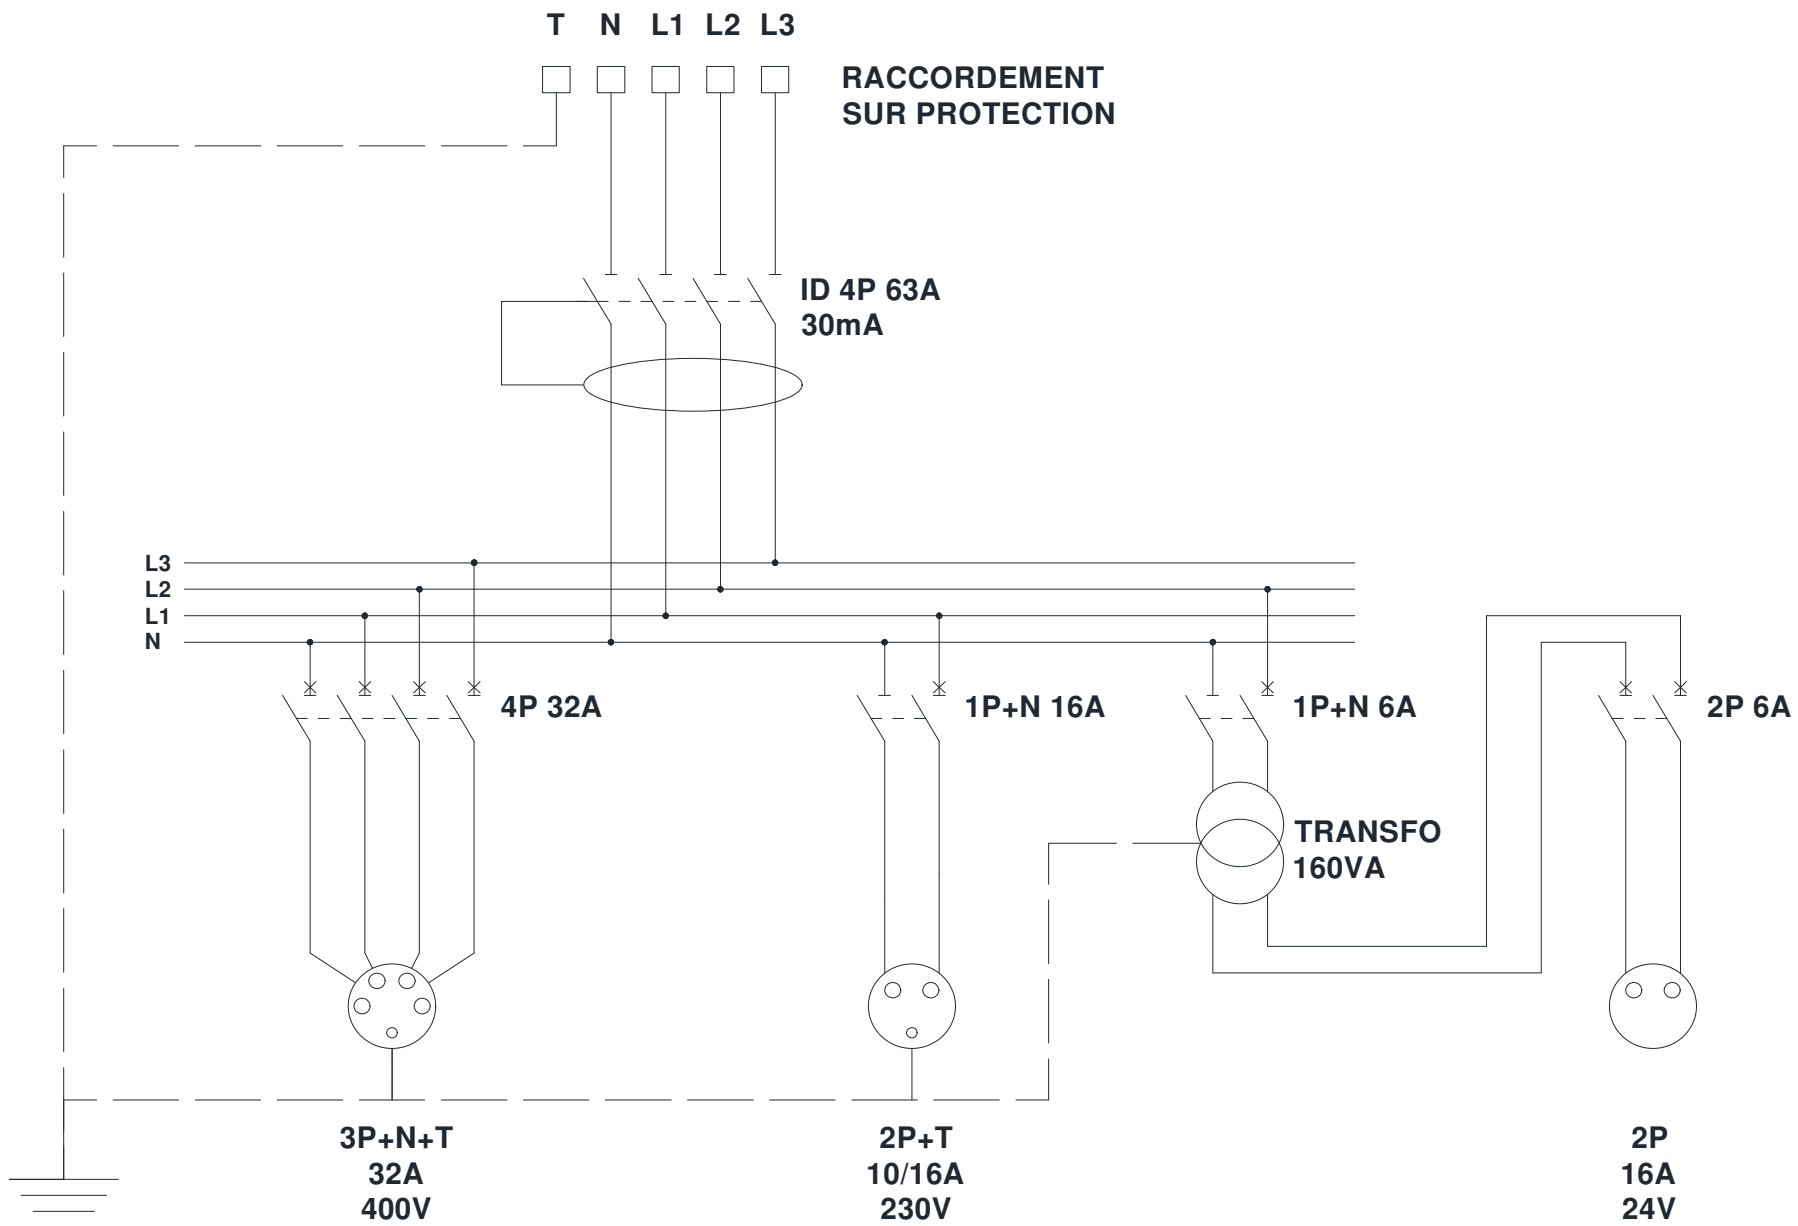 T N L1 L2 L3
RACCORDEMENT
SUR PROTECTION
ID 4P 63A
30mA
L3
L2
L1
N
4P 32A
1P+N 16A
1P+N 6A
2P 6A
TRANSFO
160VA
3P+N+T
32A
400V
2P+T
10/16A
230V
2P
16A
24V